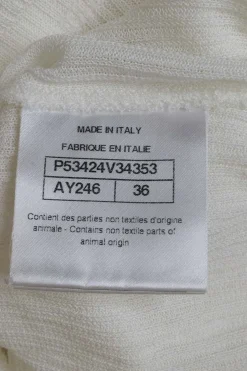 MADE IN ITALY
FABRIQUE EN ITALIE
P53424V34353
AY246 36
Contient des parties non textiles d'origine
animale - Contains non textile parts of
animal origin